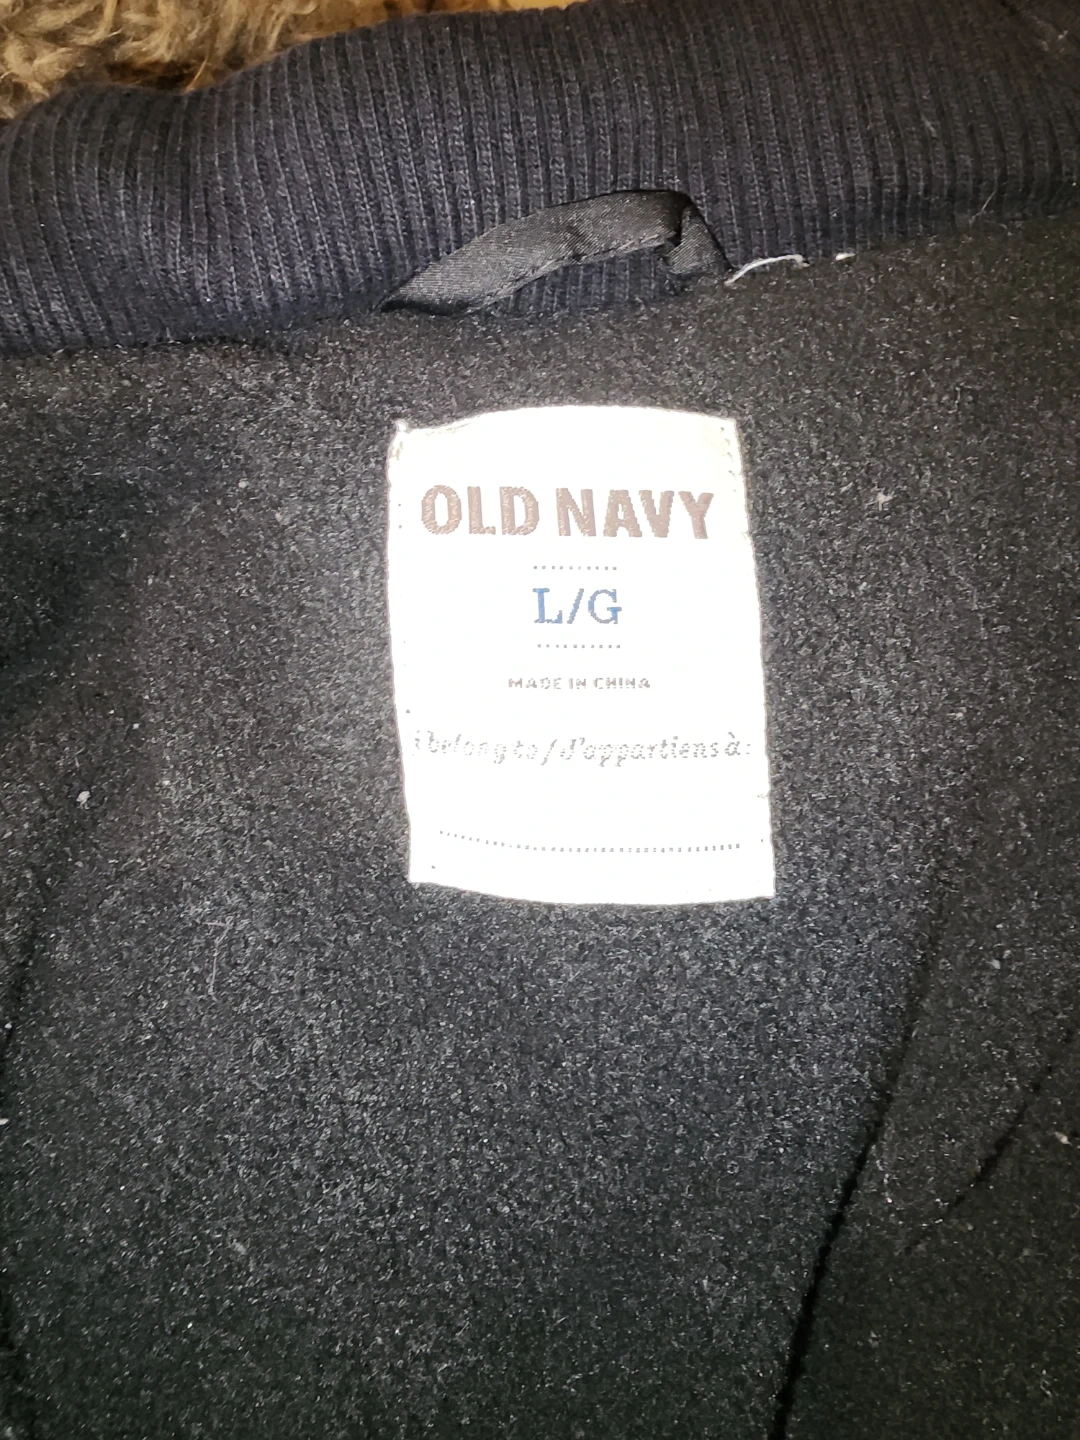 OLD NAVY
L/G
MADE IN CHINA
i belong to / J'appartiens à: